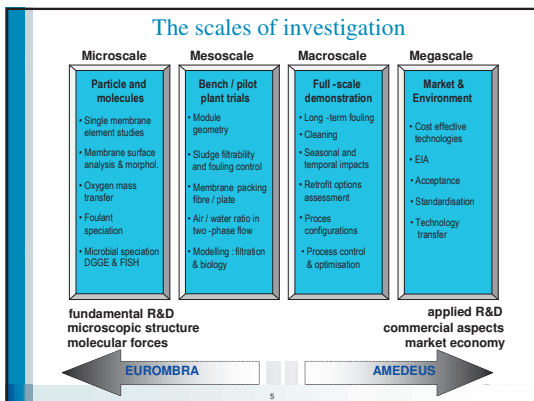 The scales of investigation
Microscale
Mesoscale
Macroscale
Megascale
Particle and
molecules
• Single membrane
element studies
• Membrane surface
analysis & morphol.
• Oxygen mass
transfer
• Foulant
speciation
• Microbial speciation
DGGE & FISH
Bench / pilot
plant trials
• Module
geometry
• Sludge filtrability
and fouling control
• Membrane packing
fibre / plate
• Air / water ratio in
two -phase flow
• Modelling : filtration
& biology
Full -scale
demonstration
• Long -term fouling
• Cleaning
• Seasonal and
temporal impacts
• Retrofit options
assessment
• Proces
configurations
• Process control
& optimisation
Market &
Environment
• Cost effective
technologies
• EIA
• Acceptance
• Standardisation
• Technology
transfer
fundamental R&D
microscopic structure
molecular forces
applied R&D
commercial aspects
market economy
EUROMBRA
AMEDEUS
5